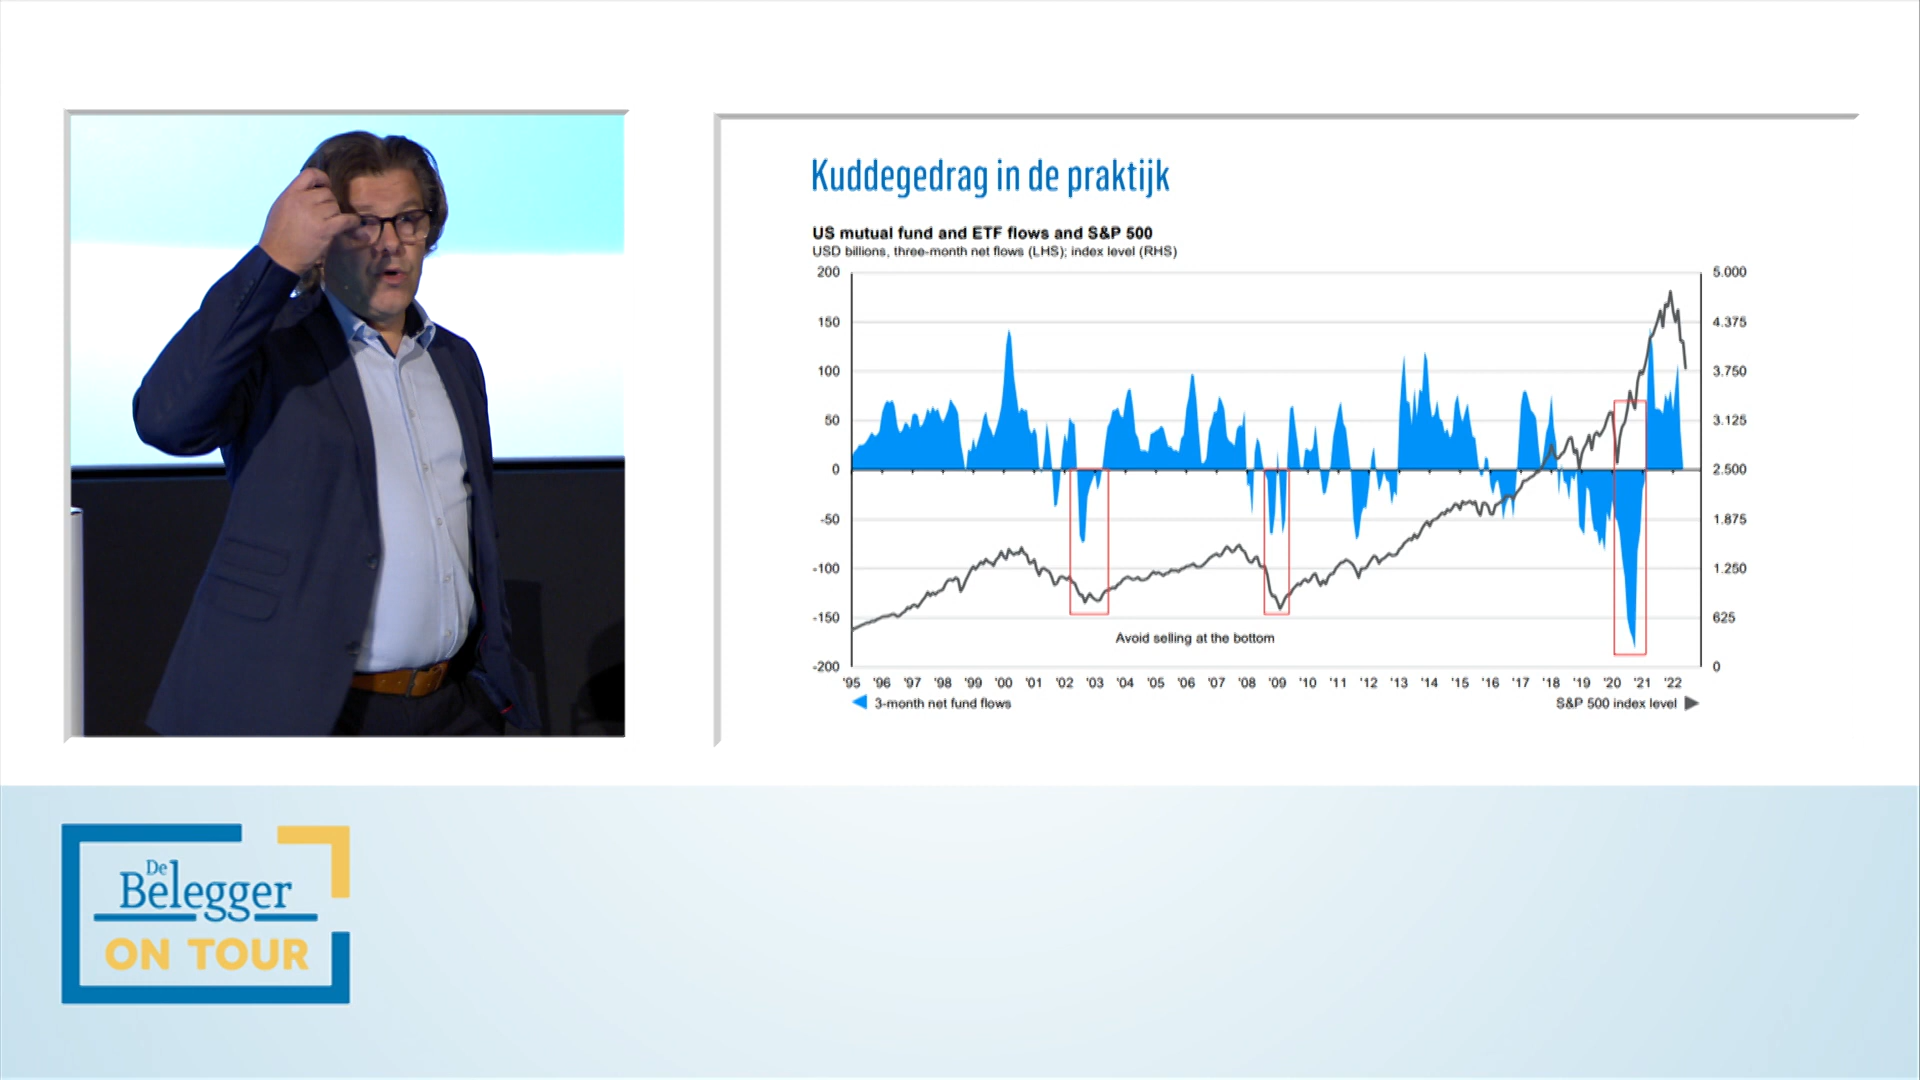 Kuddegedrag in de praktijk
US mutual fund and ETF flows and S&P 500
USD billions, three-month net flows (LHS); index level (RHS)
200 5.000
150 4.375
100 3.750
50 3.125
0 2.500
-50 1.875
-100 1.250
-150 625
Avoid selling at the bottom
-200 0
'95 '96 '97 '98 '99 '00 '01 '02 '03 '04 '05 '06 '07 '08 '09 '10 '11 '12 '13 '14 '15 '16 '17 '18 '19 '20 '21 '22
3-month net fund flows S&P 500 index level
De
Belegger
ON TOUR